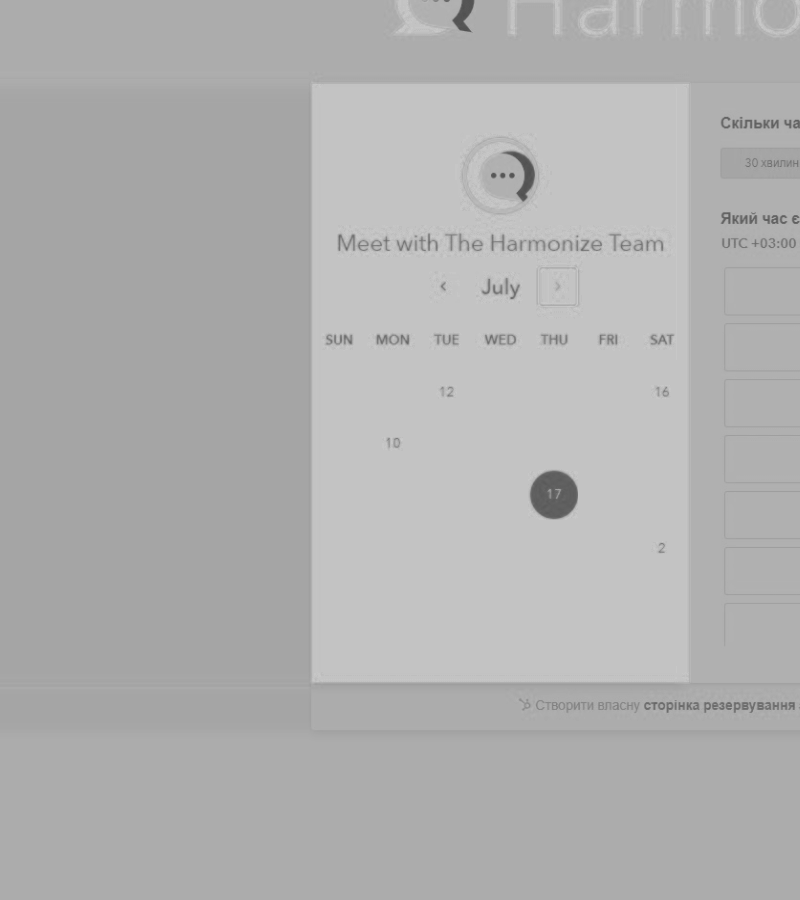 Harmo
Meet with The Harmonize Team
July
SUN MON TUE WED THU FRI SAT
12 16
10
17
2
Скільки ча
30 хвилин
Який час є
UTC +03:00
Створити власну сторінка резервування